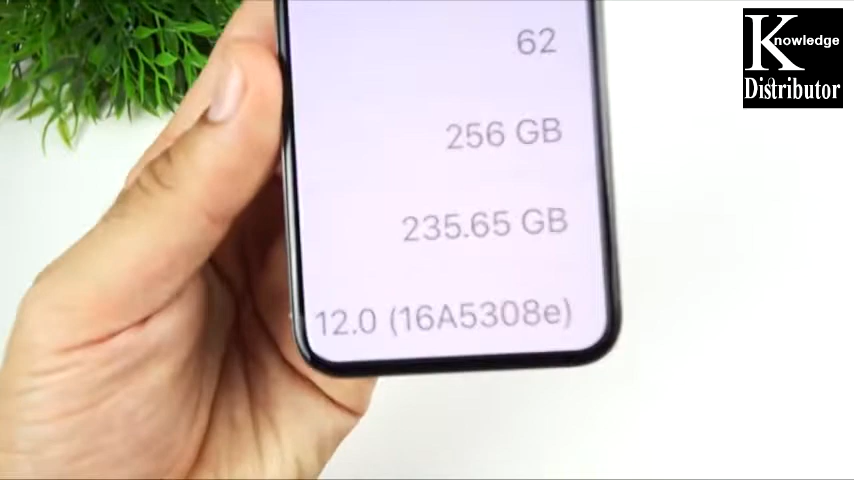 Knowledge
Distributor
62
256 GB
235.65 GB
12.0 (16A5308e)